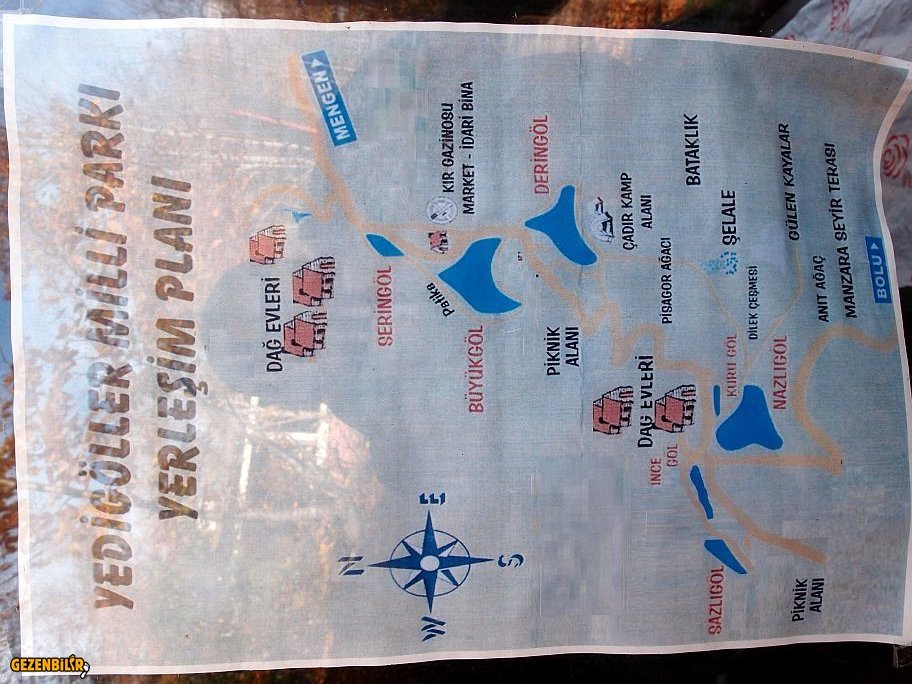 YEDİGÖLLER MİLLİ PARKI
YERLEŞİM PLANI
MENGEN
DAĞ EVLERİ
SERİNGÖL
KIR GAZİNOSU
MARKET - İDARİ BİNA
Patika
BÜYÜKGÖL
DERİNGÖL
PİKNİK
ALANI
ÇADIR KAMP
ALANI
BATAKLIK
PİSAGOR AĞACI
ŞELALE
DİLEK ÇEŞMESİ
GÜLEN KAYALAR
ANIT AĞAÇ
MANZARA SEYİR TERASI
BOLU
DAĞ EVLERİ
KURU GÖL
NAZLIGÖL
İNCE
GÖL
SAZLIGÖL
PİKNİK
ALANI
N
E
S
W
GEZENBİLİR